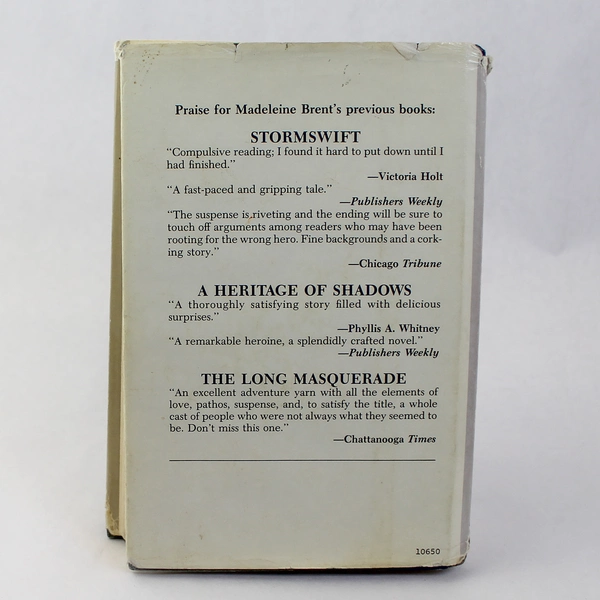 Praise for Madeleine Brent's previous books:
STORMSWIFT
"Compulsive reading; I found it hard to put down until I
had finished."
—Victoria Holt
"A fast-paced and gripping tale."
—Publishers Weekly
"The suspense is riveting and the ending will be sure to
touch off arguments among readers who may have been
rooting for the wrong hero. Fine backgrounds and a cork-
ing story."
—Chicago Tribune
A HERITAGE OF SHADOWS
"A thoroughly satisfying story filled with delicious
surprises."
—Phyllis A. Whitney
"A remarkable heroine, a splendidly crafted novel."
—Publishers Weekly
THE LONG MASQUERADE
"An excellent adventure yarn with all the elements of
love, pathos, suspense, and, to satisfy the title, a whole
cast of people who were not always what they seemed to
be. Don't miss this one."
—Chattanooga Times
10650